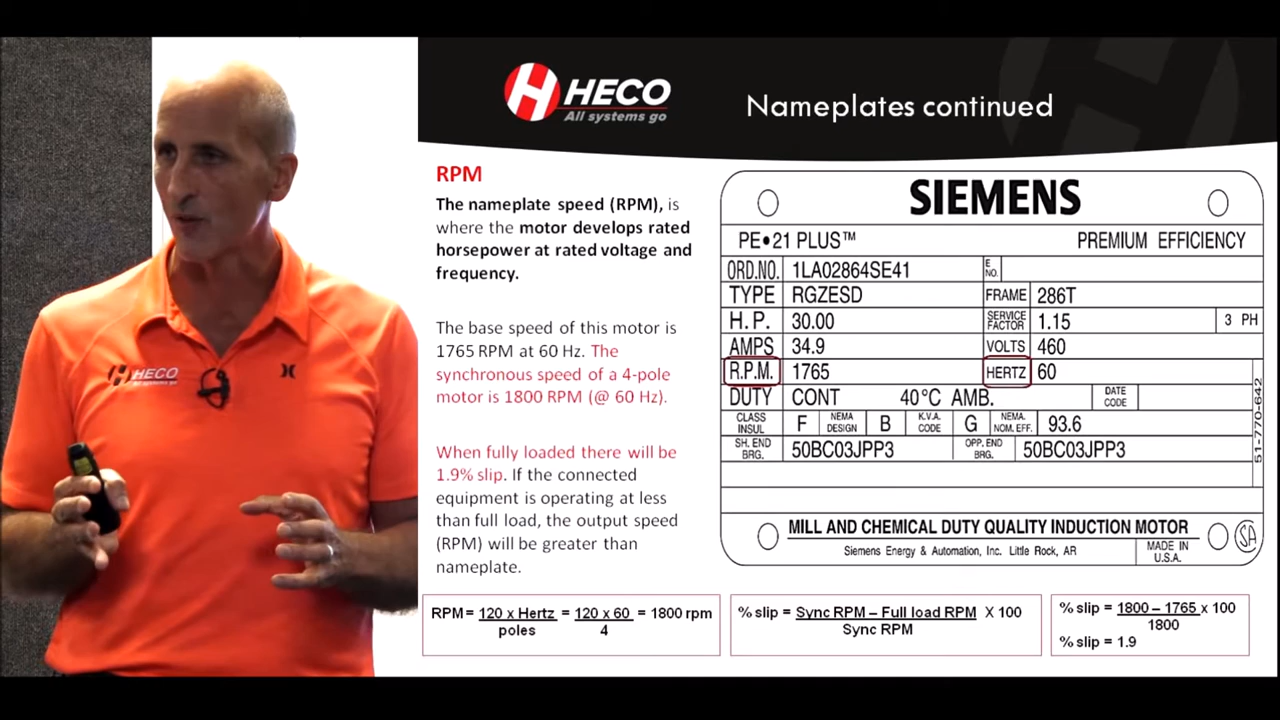 HECO
All systems go
Nameplates continued
HECO
All systems go
RPM
The nameplate speed (RPM), is
where the motor develops rated
horsepower at rated voltage and
frequency.
The base speed of this motor is
1765 RPM at 60 Hz. The
synchronous speed of a 4-pole
motor is 1800 RPM (@ 60 Hz).
When fully loaded there will be
1.9% slip. If the connected
equipment is operating at less
than full load, the output speed
(RPM) will be greater than
nameplate.
SIEMENS
PE•21 PLUS™ PREMIUM EFFICIENCY
ORD.NO. 1LA02864SE41 E NO.
TYPE RGZESD FRAME 286T
H.P. 30.00 SERVICE FACTOR 1.15 3 PH
AMPS 34.9 VOLTS 460
R.P.M. 1765 HERTZ 60
DUTY CONT 40°C AMB. DATE CODE
CLASS INSUL F NEMA DESIGN B K.V.A. CODE G NEMA. NOM. EFF. 93.6
SH. END BRG. 50BC03JPP3 OPP. END BRG. 50BC03JPP3
51-770-642
MILL AND CHEMICAL DUTY QUALITY INDUCTION MOTOR
Siemens Energy & Automation, Inc. Little Rock, AR MADE IN U.S.A.
SA
RPM = 120 x Hertz = 120 x 60 = 1800 rpm
poles 4
% slip = Sync RPM – Full load RPM X 100
Sync RPM
% slip = 1800 – 1765 x 100
1800
% slip = 1.9